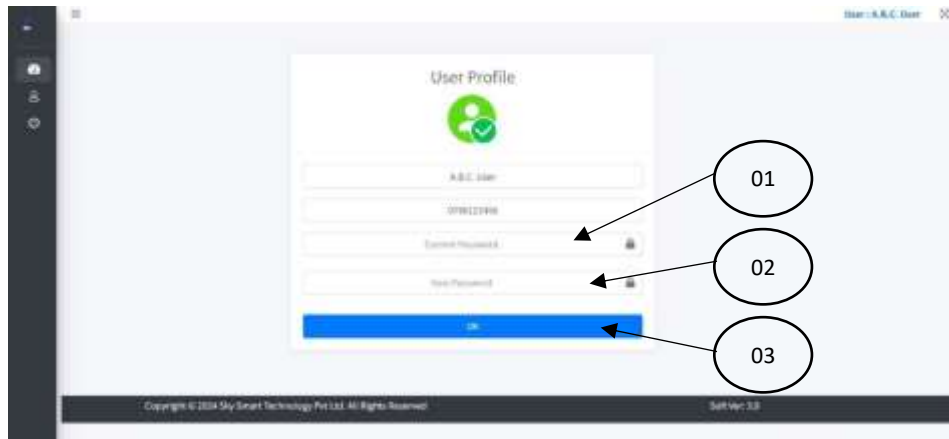 User : A.B.C. User
User Profile
A.B.C. User
Current Password
01
New Password
02
OK
03
Copyright © 2024 Sky Smart Technology Pvt Ltd. All Rights Reserved
Soft Ver: 3.0